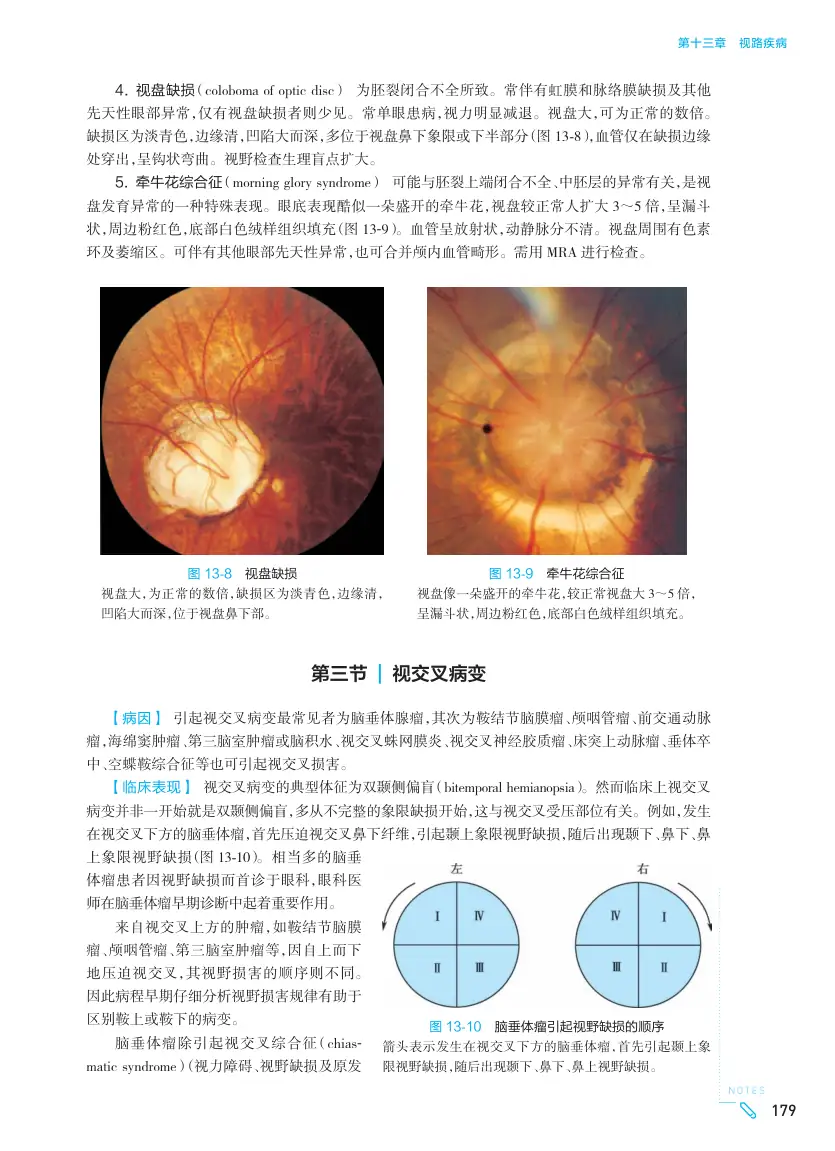 第十三章 视路疾病
4. 视盘缺损（coloboma of optic disc） 为胚裂闭合不全所致。常伴有虹膜和脉络膜缺损及其他
先天性眼部异常，仅有视盘缺损者则少见。常单眼患病，视力明显减退。视盘大，可为正常的数倍。
缺损区为淡青色，边缘清，凹陷大而深，多位于视盘鼻下象限或下半部分（图 13-8），血管仅在缺损边缘
处穿出，呈钩状弯曲。视野检查生理盲点扩大。
5. 牵牛花综合征（morning glory syndrome） 可能与胚裂上端闭合不全、中胚层的异常有关，是视
盘发育异常的一种特殊表现。眼底表现酷似一朵盛开的牵牛花，视盘较正常人扩大 3～5 倍，呈漏斗
状，周边粉红色，底部白色绒样组织填充（图 13-9）。血管呈放射状，动静脉分不清。视盘周围有色素
环及萎缩区。可伴有其他眼部先天性异常，也可合并颅内血管畸形。需用 MRA 进行检查。
图 13-8 视盘缺损
视盘大，为正常的数倍，缺损区为淡青色，边缘清，
凹陷大而深，位于视盘鼻下部。
图 13-9 牵牛花综合征
视盘像一朵盛开的牵牛花，较正常视盘大 3～5 倍，
呈漏斗状，周边粉红色，底部白色绒样组织填充。
第三节 | 视交叉病变
【病因】 引起视交叉病变最常见者为脑垂体腺瘤，其次为鞍结节脑膜瘤、颅咽管瘤、前交通动脉
瘤，海绵窦肿瘤、第三脑室肿瘤或脑积水、视交叉蛛网膜炎、视交叉神经胶质瘤、床突上动脉瘤、垂体卒
中、空蝶鞍综合征等也可引起视交叉损害。
【临床表现】 视交叉病变的典型体征为双颞侧偏盲（bitemporal hemianopsia）。然而临床上视交叉
病变并非一开始就是双颞侧偏盲，多从不完整的象限缺损开始，这与视交叉受压部位有关。例如，发生
在视交叉下方的脑垂体瘤，首先压迫视交叉鼻下纤维，引起颞上象限视野缺损，随后出现颞下、鼻下、鼻
上象限视野缺损（图 13-10）。相当多的脑垂
体瘤患者因视野缺损而首诊于眼科，眼科医
师在脑垂体瘤早期诊断中起着重要作用。
来自视交叉上方的肿瘤，如鞍结节脑膜
瘤、颅咽管瘤、第三脑室肿瘤等，因自上而下
地压迫视交叉，其视野损害的顺序则不同。
因此病程早期仔细分析视野损害规律有助于
区别鞍上或鞍下的病变。
脑垂体瘤除引起视交叉综合征（chias-
matic syndrome）（视力障碍、视野缺损及原发
左 右
Ⅰ Ⅳ Ⅳ Ⅰ
Ⅱ Ⅲ Ⅲ Ⅱ
图 13-10 脑垂体瘤引起视野缺损的顺序
箭头表示发生在视交叉下方的脑垂体瘤，首先引起颞上象
限视野缺损，随后出现颞下、鼻下、鼻上视野缺损。
NOTES
179